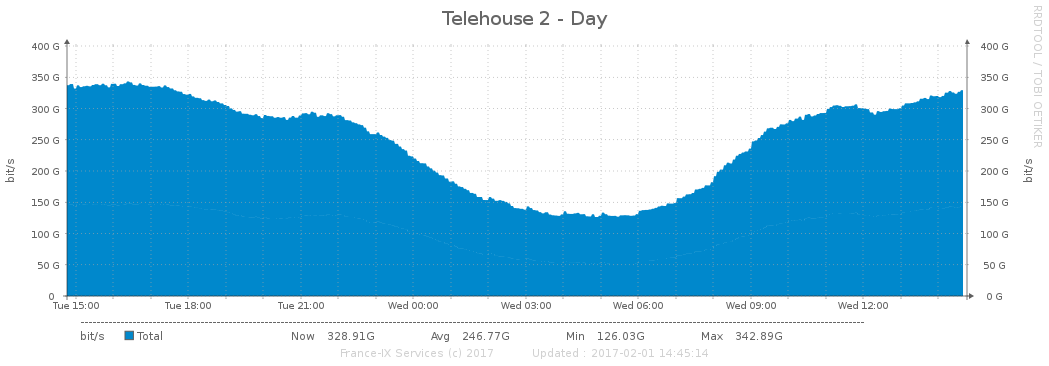 Telehouse 2 - Day
RRDTOOL / TOBI OETIKER
400 G 400 G
350 G 350 G
300 G 300 G
250 G 250 G
200 G 200 G
150 G 150 G
100 G 100 G
50 G 50 G
0 0 G
bit/s bit/s
Tue 15:00 Tue 18:00 Tue 21:00 Wed 00:00 Wed 03:00 Wed 06:00 Wed 09:00 Wed 12:00
bit/s Total Now 328.91G Avg 246.77G Min 126.03G Max 342.89G
France-IX Services (c) 2017 Updated : 2017-02-01 14:45:14